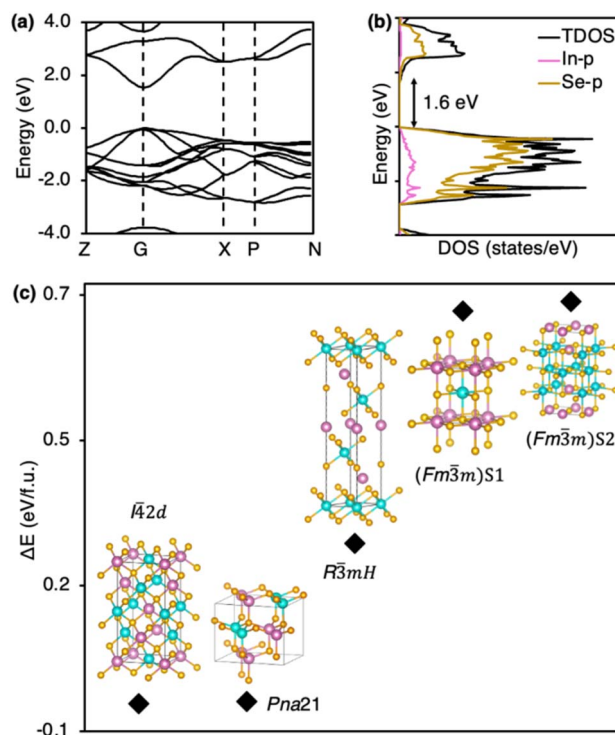 (a)
4.0
2.0
0.0
-2.0
-4.0
Energy (eV)
Z G X P N
(b)
TDOS
In-p
Se-p
1.6 eV
Energy (eV)
DOS (states/eV)
(c)
0.7
0.5
0.2
-0.1
ΔE (eV/f.u.)
I4̅2d
Pna21
R3̅mH
(Fm3̅m)S1
(Fm3̅m)S2